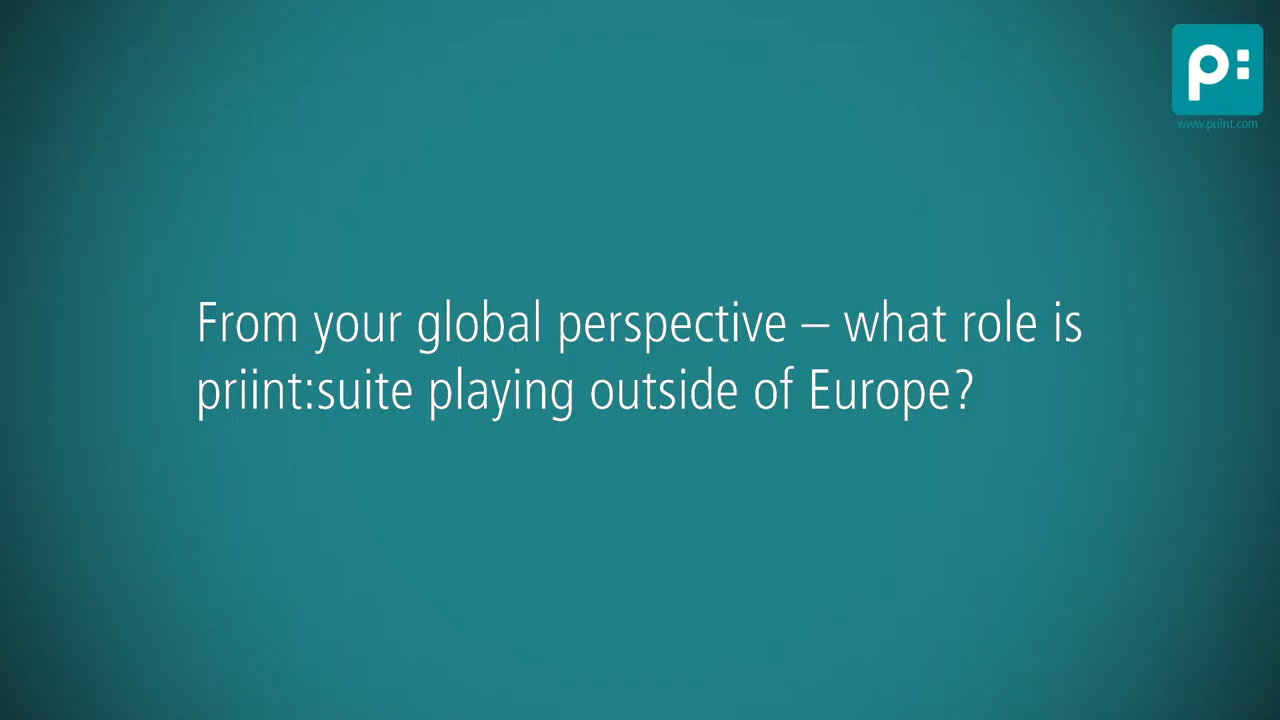 p:
www.priint.com
From your global perspective – what role is
priint:suite playing outside of Europe?